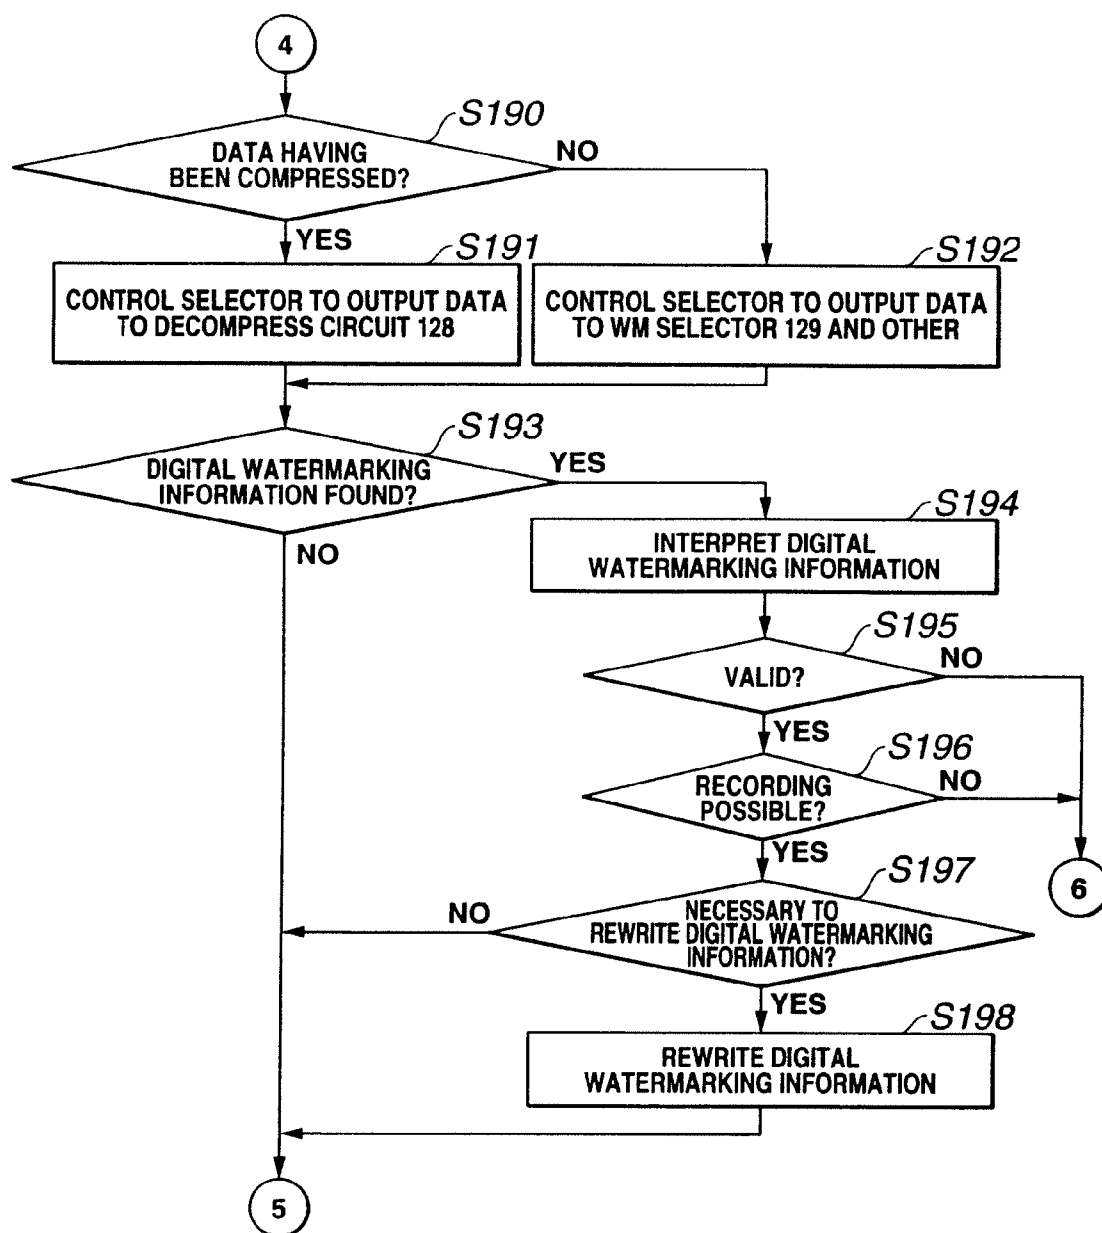 4
S190
DATA HAVING
BEEN COMPRESSED?
NO
YES
S191
CONTROL SELECTOR TO OUTPUT DATA
TO DECOMPRESS CIRCUIT 128
S192
CONTROL SELECTOR TO OUTPUT DATA
TO WM SELECTOR 129 AND OTHER
S193
DIGITAL WATERMARKING
INFORMATION FOUND?
YES
NO
S194
INTERPRET DIGITAL
WATERMARKING INFORMATION
S195
VALID?
NO
YES
S196
RECORDING
POSSIBLE?
NO
YES
6
S197
NECESSARY TO
REWRITE DIGITAL WATERMARKING
INFORMATION?
NO
YES
S198
REWRITE DIGITAL
WATERMARKING INFORMATION
5